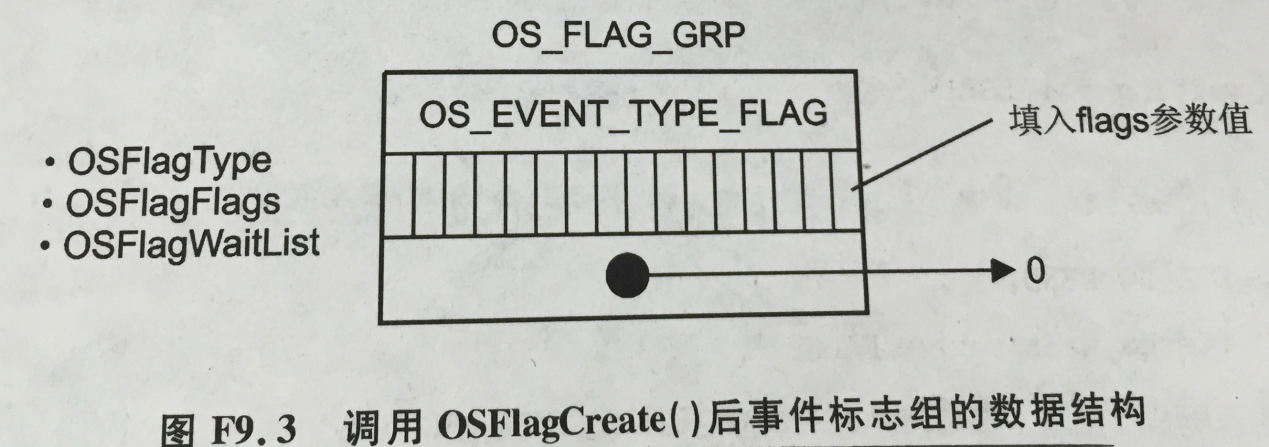 OS_FLAG_GRP
OS_EVENT_TYPE_FLAG
填入flags参数值
·OSFlagType
·OSFlagFlags
·OSFlagWaitList
0
图 F9.3 调用 OSFlagCreate()后事件标志组的数据结构